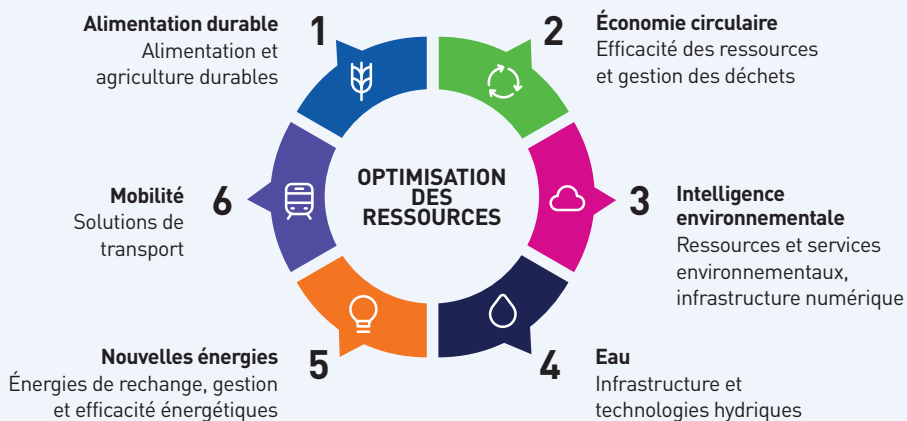 1
Alimentation durable
Alimentation et
agriculture durables
2
Économie circulaire
Efficacité des ressources
et gestion des déchets
3
Intelligence
environnementale
Ressources et services
environnementaux,
infrastructure numérique
4
Eau
Infrastructure et
technologies hydriques
5
Nouvelles énergies
Énergies de rechange, gestion
et efficacité énergétiques
6
Mobilité
Solutions de
transport
OPTIMISATION
DES
RESSOURCES